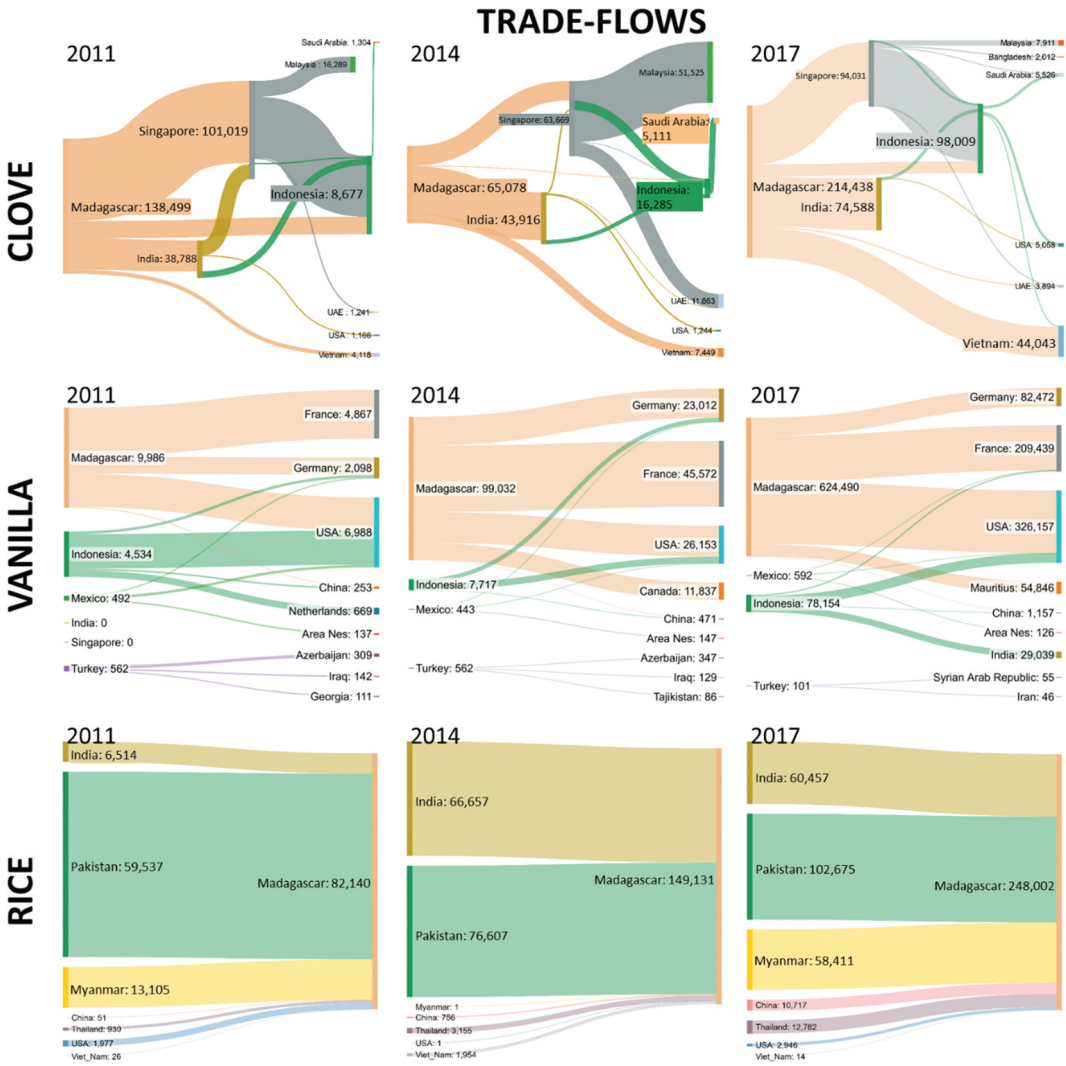 TRADE-FLOWS
CLOVE
2011
Saudi Arabia: 1,304
Malaysia : 16,289
Singapore: 101,019
Indonesia: 8,677
Madagascar: 138,499
India: 38,788
UAE : 1,241
USA : 1,166
Vietnam: 4,118
2014
Malaysia: 51,525
Singapore: 63,669
Saudi Arabia:
5,111
Madagascar: 65,078
Indonesia:
16,285
India: 43,916
UAE: 11,863
USA: 1,244
Vietnam: 7,449
2017
Malaysia: 7,911
Bangladesh: 2,012
Saudi Arabia: 5,526
Singapore: 94,031
Indonesia: 98,009
Madagascar: 214,438
India: 74,588
USA: 5,058
UAE: 3,894
Vietnam: 44,043
VANILLA
2011
France: 4,867
Madagascar: 9,986
Germany: 2,098
USA: 6,988
Indonesia: 4,534
China: 253
Mexico: 492
Netherlands: 669
India: 0
Area Nes: 137
Singapore: 0
Azerbaijan: 309
Turkey: 562
Iraq: 142
Georgia: 111
2014
Germany: 23,012
France: 45,572
Madagascar: 99,032
USA: 26,153
Indonesia: 7,717
Canada: 11,837
Mexico: 443
China: 471
Area Nes: 147
Azerbaijan: 347
Turkey: 562
Iraq: 129
Tajikistan: 86
2017
Germany: 82,472
France: 209,439
Madagascar: 624,490
USA: 326,157
Mexico: 592
Mauritius: 54,846
Indonesia: 78,154
China: 1,157
Area Nes: 126
India: 29,039
Syrian Arab Republic: 55
Turkey: 101
Iran: 46
RICE
2011
India: 6,514
Pakistan: 59,537
Madagascar: 82,140
Myanmar: 13,105
China: 51
Thailand: 930
USA: 1,977
Viet_Nam: 26
2014
India: 66,657
Madagascar: 149,131
Pakistan: 76,607
Myanmar: 1
China: 756
Thailand: 3,155
USA: 1
Viet_Nam: 1,954
2017
India: 60,457
Pakistan: 102,675
Madagascar: 248,002
Myanmar: 58,411
China: 10,717
Thailand: 12,782
USA: 2,946
Viet_Nam: 14